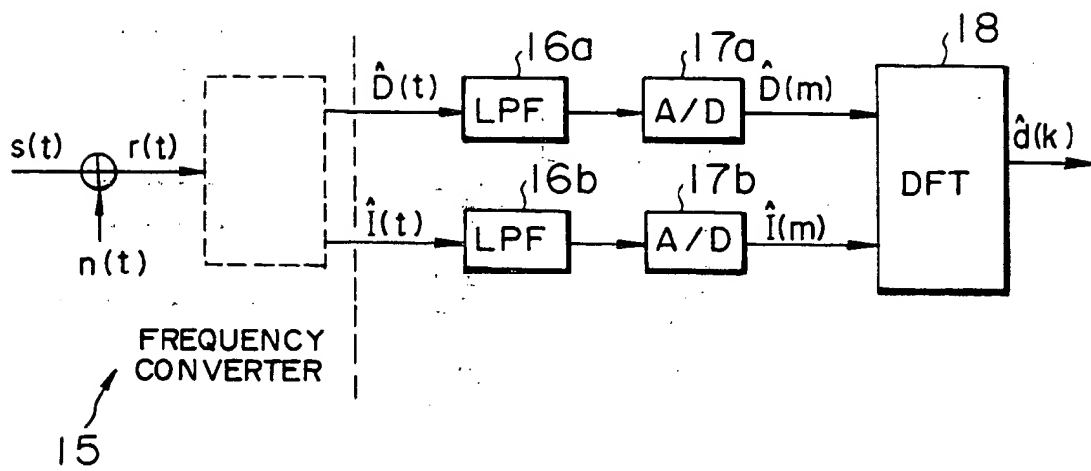 16a 17a 18
D̂(t) LPF A/D D̂(m)
s(t) r(t) d̂(k)
DFT
16b 17b
Î(t) LPF A/D Î(m)
n(t)
FREQUENCY
CONVERTER
15